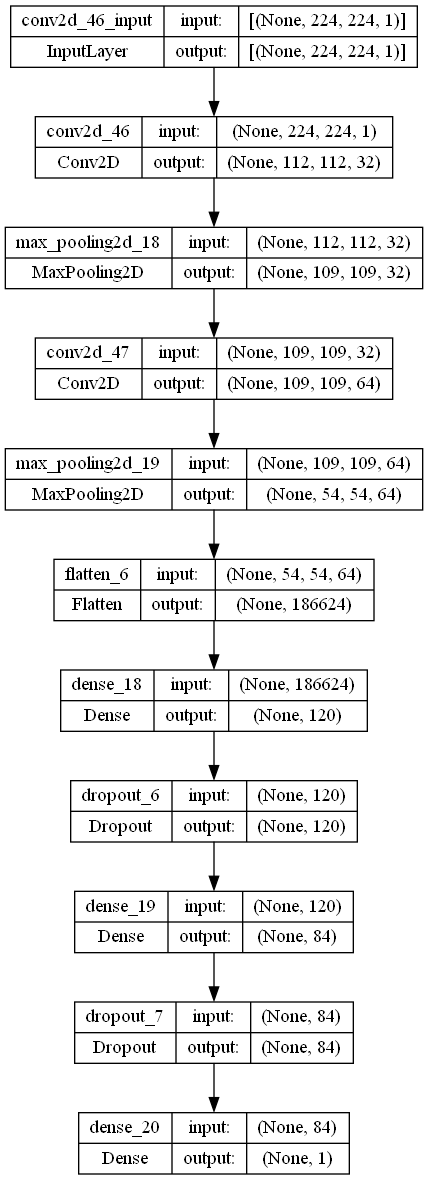 conv2d_46_input input: [(None, 224, 224, 1)]
InputLayer output: [(None, 224, 224, 1)]
conv2d_46 input: (None, 224, 224, 1)
Conv2D output: (None, 112, 112, 32)
max_pooling2d_18 input: (None, 112, 112, 32)
MaxPooling2D output: (None, 109, 109, 32)
conv2d_47 input: (None, 109, 109, 32)
Conv2D output: (None, 109, 109, 64)
max_pooling2d_19 input: (None, 109, 109, 64)
MaxPooling2D output: (None, 54, 54, 64)
flatten_6 input: (None, 54, 54, 64)
Flatten output: (None, 186624)
dense_18 input: (None, 186624)
Dense output: (None, 120)
dropout_6 input: (None, 120)
Dropout output: (None, 120)
dense_19 input: (None, 120)
Dense output: (None, 84)
dropout_7 input: (None, 84)
Dropout output: (None, 84)
dense_20 input: (None, 84)
Dense output: (None, 1)